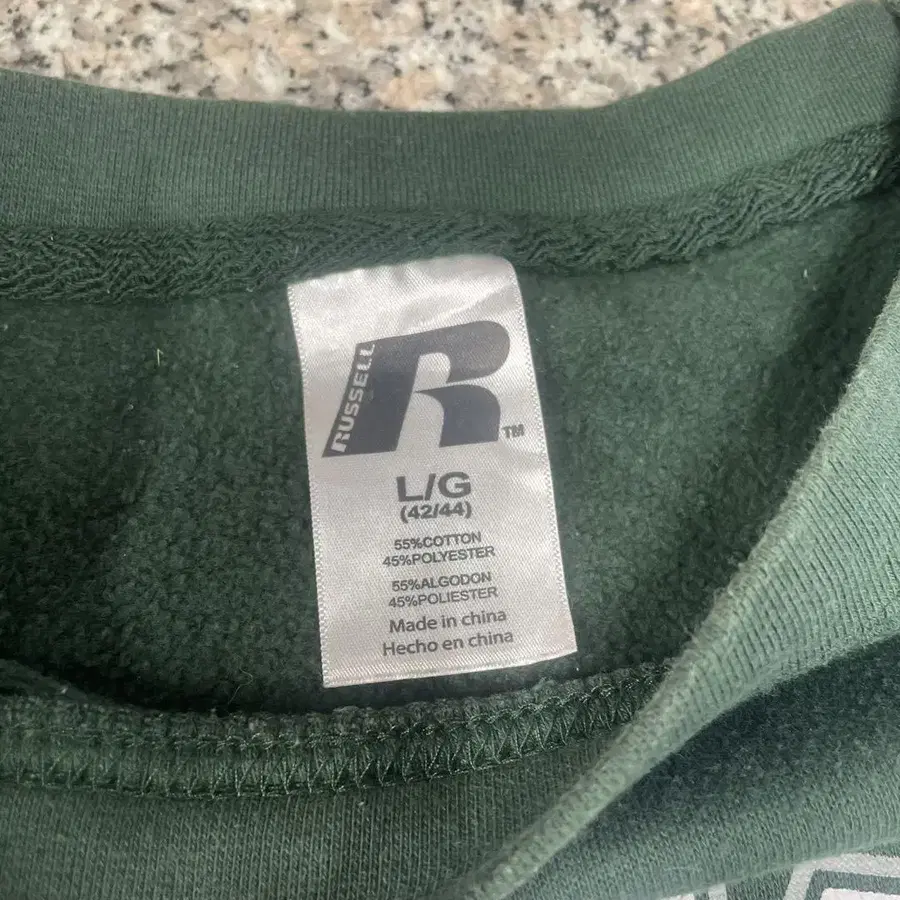 RUSSELL
R
TM
L/G
(42/44)
55%COTTON
45%POLYESTER
55%ALGODON
45%POLIESTER
Made in china
Hecho en china